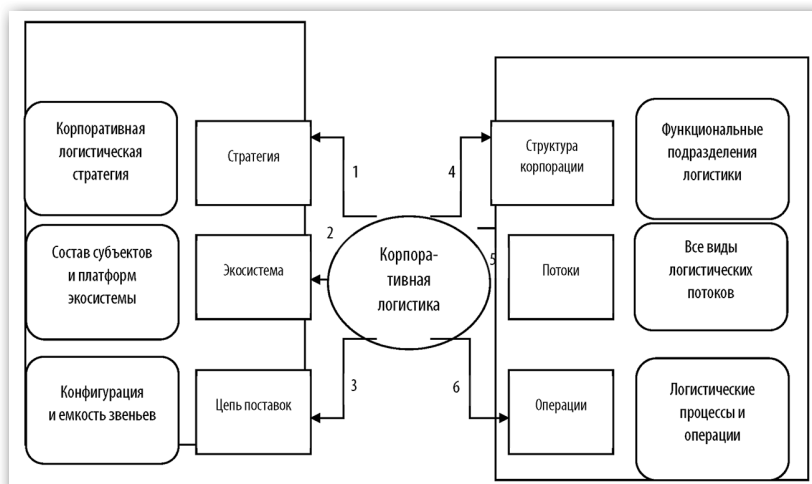 Корпоративная
логистическая
стратегия
Стратегия
1
4
Структура
корпорации
Функциональные
подразделения
логистики
Состав субъектов
и платформ
экосистемы
Экосистема
2
Корпора-
тивная
логистика
5
Потоки
Все виды
логистических
потоков
Конфигурация
и емкость звеньев
Цепь поставок
3
6
Операции
Логистические
процессы и
операции